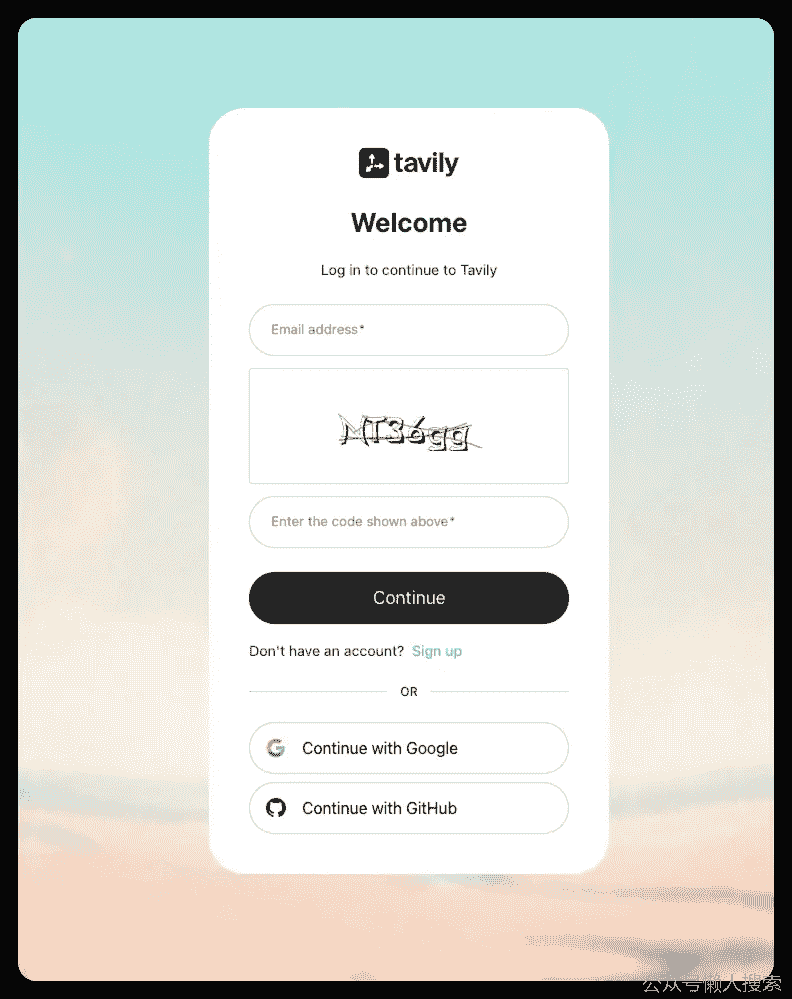 tavily
Welcome
Log in to continue to Tavily
Email address*
MT36gg
Enter the code shown above*
Continue
Don't have an account? Sign up
OR
Continue with Google
Continue with GitHub
公众号懒人搜索